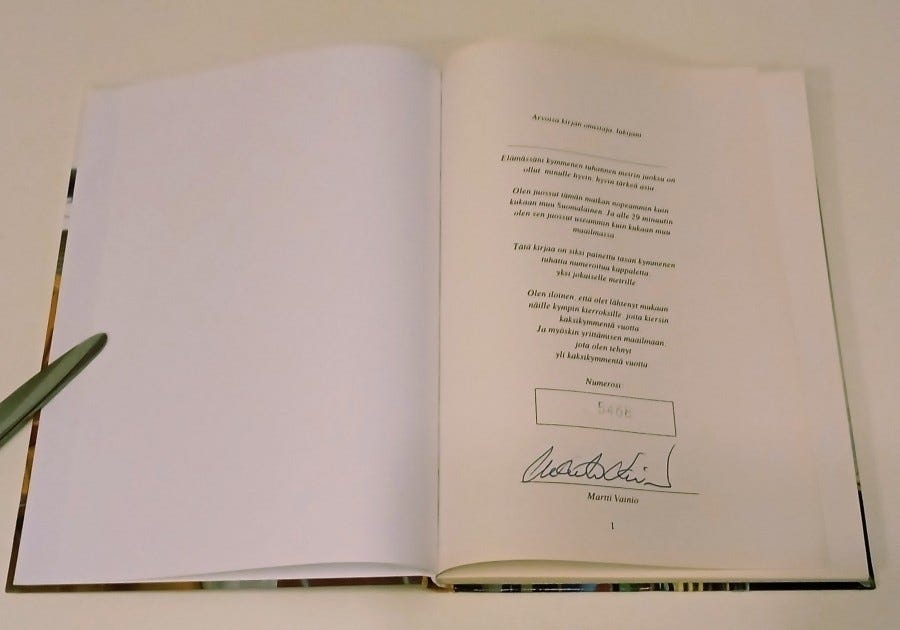 Arvoisa kirjan omistaja, lukijani
Elämässäni kymmenen tuhannen metrin juoksu on
ollut minulle hyvin, hyvin tärkeä asia
Olen juossut tämän matkan nopeammin kuin
kukaan muu Suomalainen. Ja alle 29 minuutin
olen sen juossut useammin kuin kukaan muu
maailmassa
Tätä kirjaa on siksi painettu tasan kymmenen
tuhatta numeroitua kappaletta,
yksi jokaiselle metrille
Olen iloinen, että olet lähtenyt mukaan
näille kympin kierroksille, joita kiersin
kaksikymmentä vuotta
Ja myöskin yrittämisen maailmaan,
jota olen tehnyt
yli kaksikymmentä vuotta
Numerosi
Martti Vainio
1